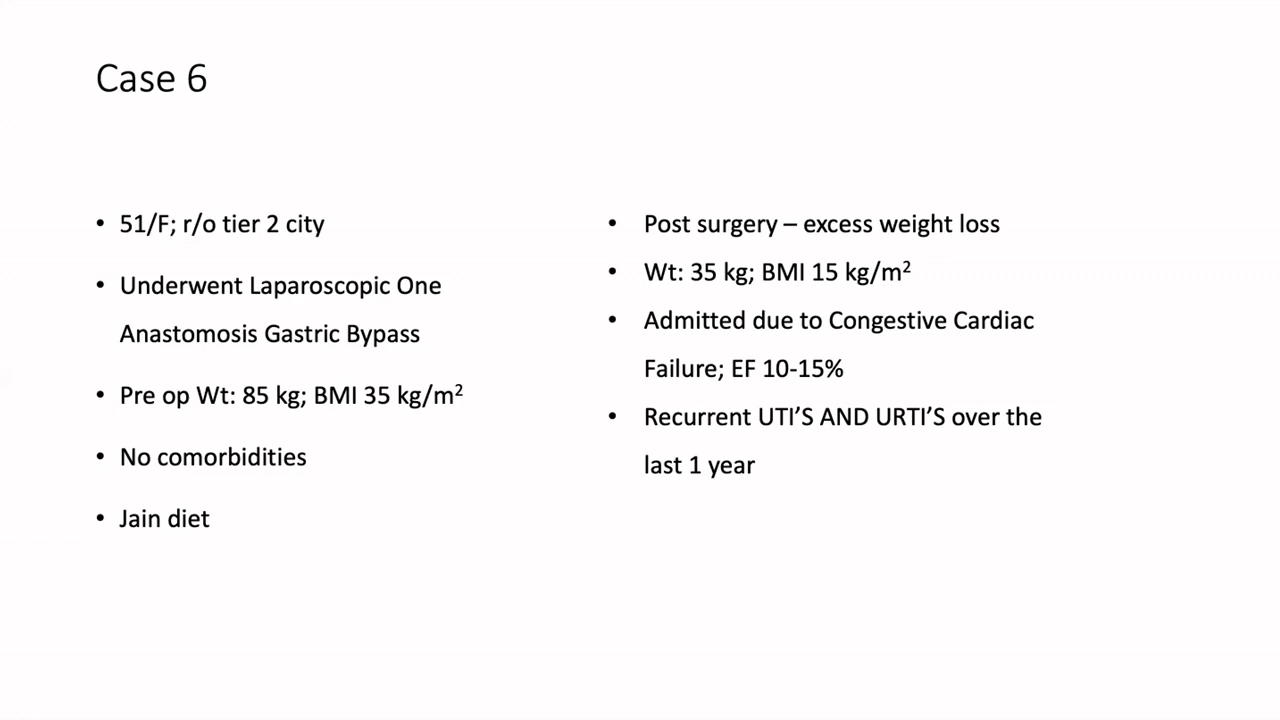 Case 6
• 51/F; r/o tier 2 city
• Underwent Laparoscopic One
Anastomosis Gastric Bypass
• Pre op Wt: 85 kg; BMI 35 kg/m²
• No comorbidities
• Jain diet
• Post surgery – excess weight loss
• Wt: 35 kg; BMI 15 kg/m²
• Admitted due to Congestive Cardiac
Failure; EF 10-15%
• Recurrent UTI’S AND URTI’S over the
last 1 year